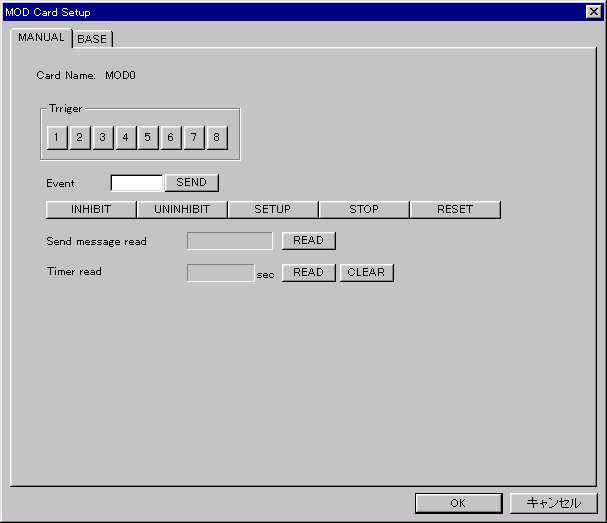 MOD Card Setup
MANUAL BASE
Card Name: MOD0
Trriger
1 2 3 4 5 6 7 8
Event SEND
INHIBIT UNINHIBIT SETUP STOP RESET
Send message read READ
Timer read sec READ CLEAR
OK キャンセル